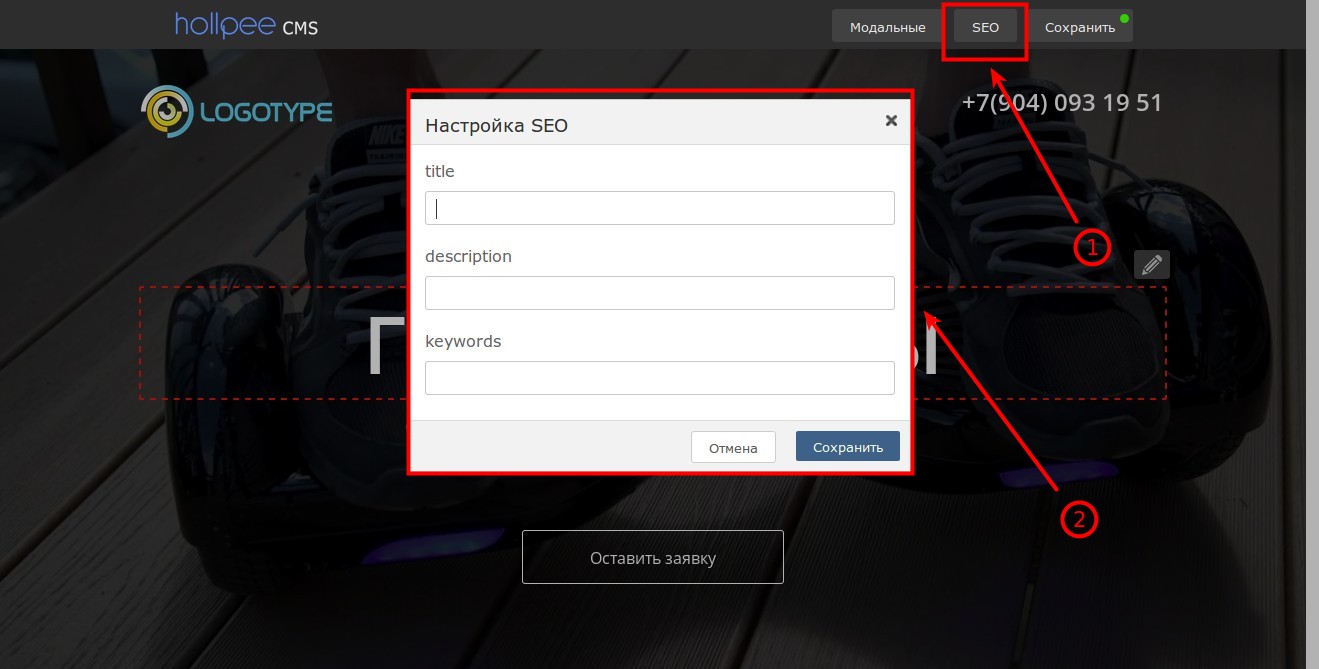 hollpee CMS
Модальные
SEO
Сохранить
LOGOTYPE
+7(904) 093 19 51
NIKE
Настройка SEO
title
1
description
keywords
Отмена
Сохранить
2
Оставить заявку